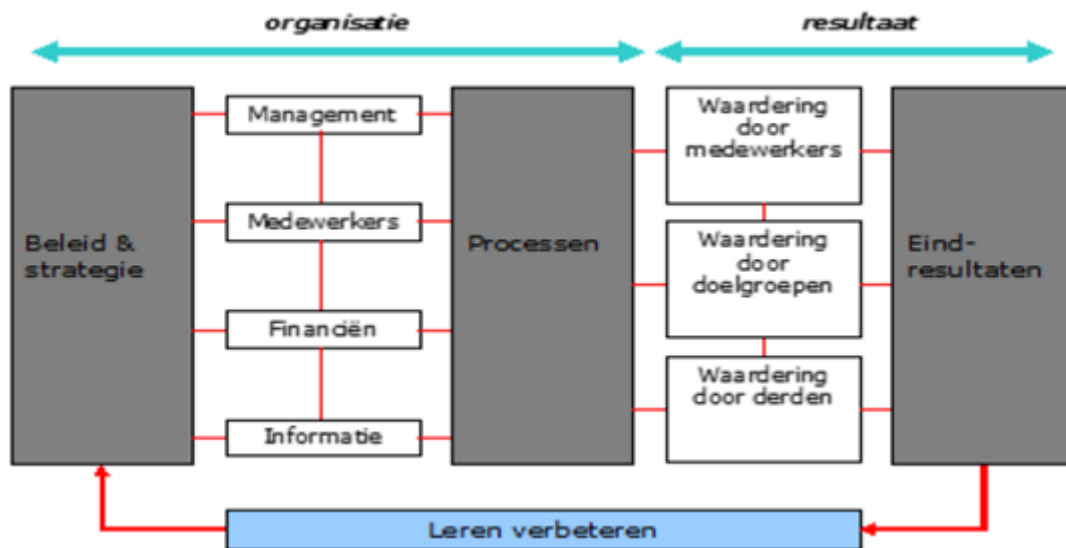 organisatie
resultaat
Beleid &
strategie
Management
Medewerkers
Financiën
Informatie
Processen
Waardering
door
medewerkers
Waardering
door
doelgroepen
Waardering
door derden
Eind-
resultaten
Leren verbeteren